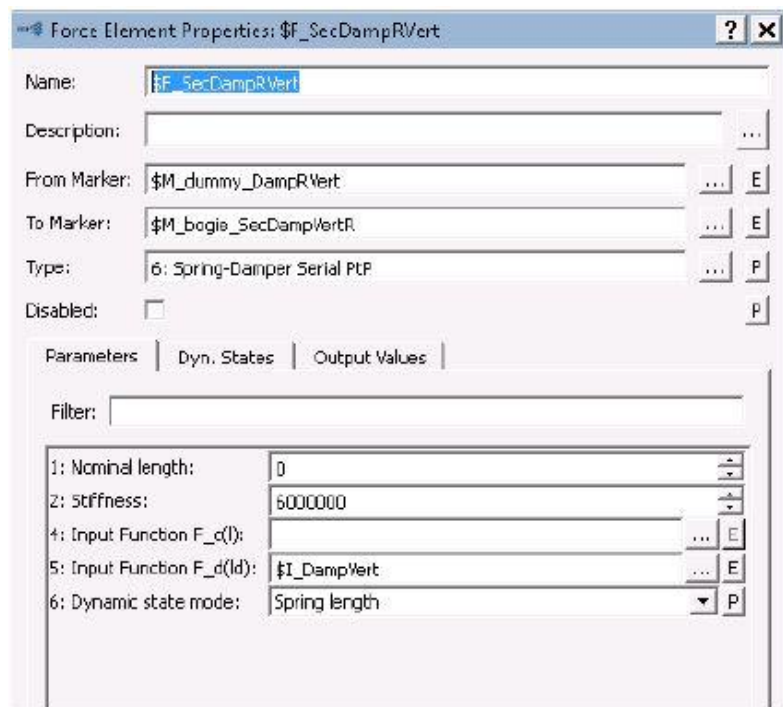 Force Element Properties: $F_SecDampRVert ? X
Name: $F_SecDampRVert
Description: ...
From Marker: $M_dummy_DampRVert ... E
To Marker: $M_bogie_SecDampVertR ... E
Type: 6: Spring-Damper Serial PtP ... P
Disabled: P
Parameters Dyn. States Output Values
Filter:
1: Nominal length: 0
2: Stiffness: 6000000
4: Input Function F_c(l): ... E
5: Input Function F_d(ld): $I_DampVert ... E
6: Dynamic state mode: Spring length P